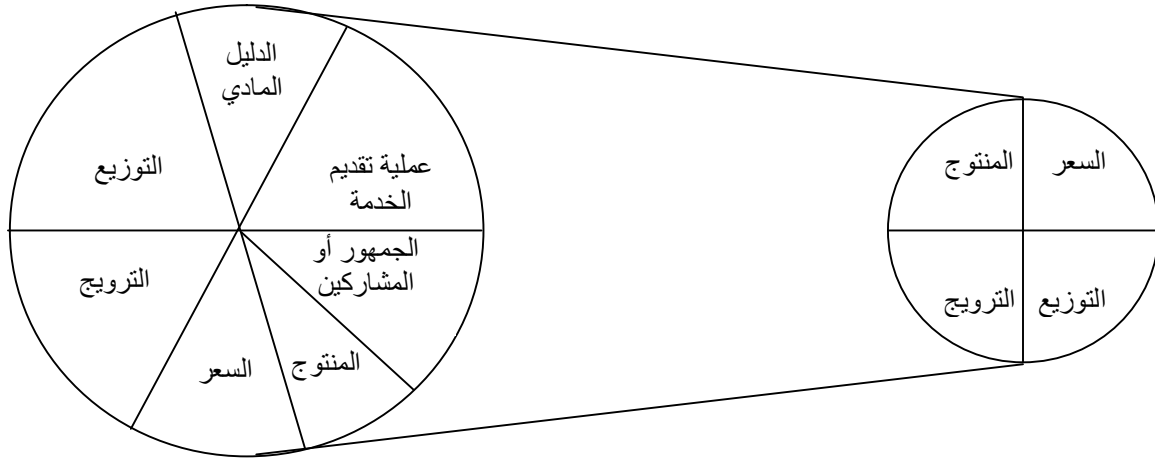 الدليل
المادي
التوزيع
عملية تقديم
الخدمة
الجمهور أو
المشاركين
الترويج
السعر
المنتوج
السعر
المنتوج
التوزيع
الترويج